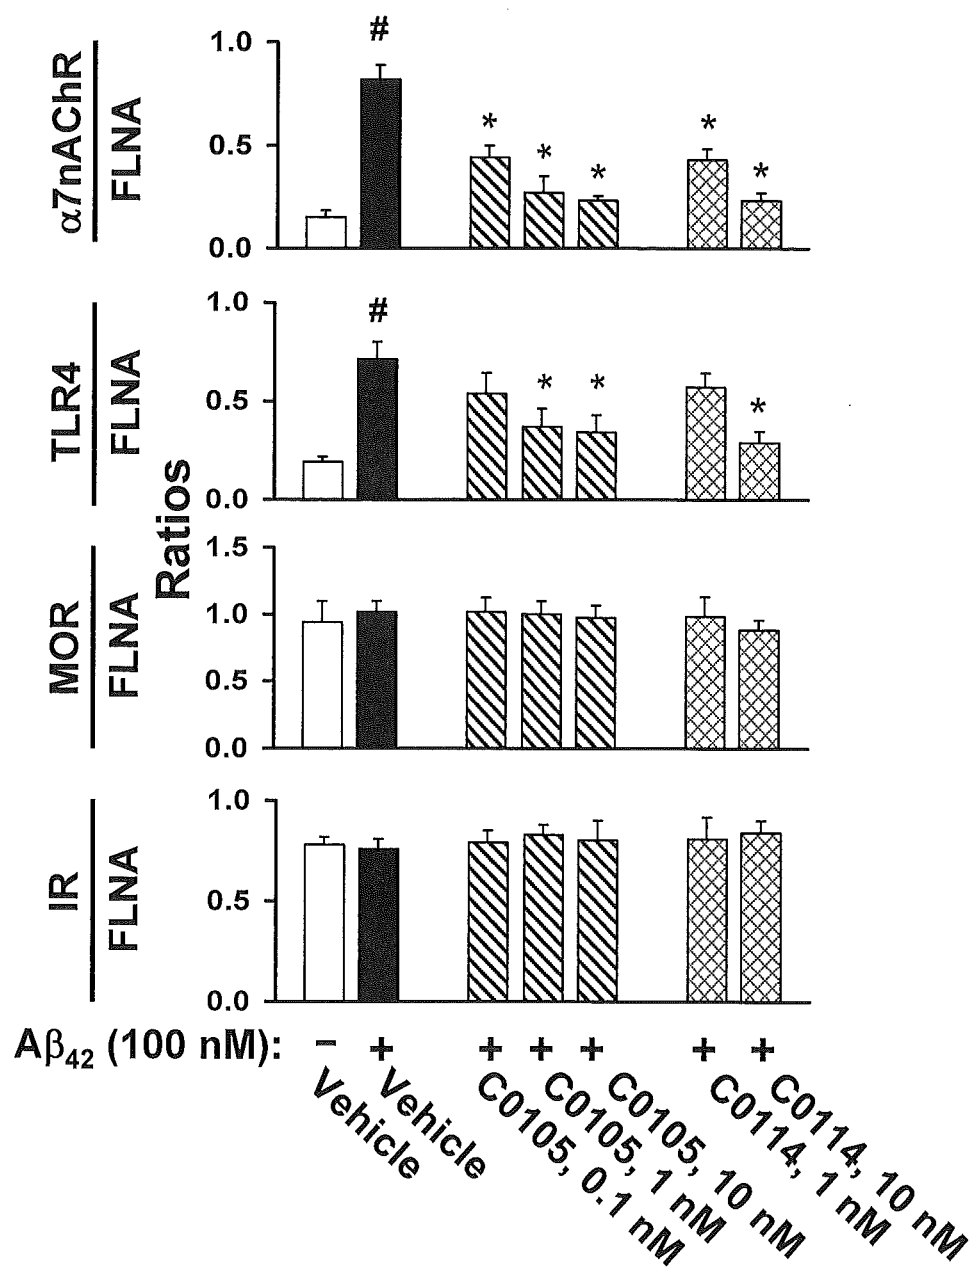 α7nAChR
FLNA
1.0
0.5
0.0
#
*
*
*
*
*
TLR4
FLNA
1.0
0.5
0.0
#
*
*
*
Ratios
MOR
FLNA
1.5
1.0
0.5
0.0
IR
FLNA
1.0
0.5
0.0
Aβ42 (100 nM): − + + + + + +
Vehicle
Vehicle
C0105, 0.1 nM
C0105, 1 nM
C0105, 10 nM
C0114, 1 nM
C0114, 10 nM